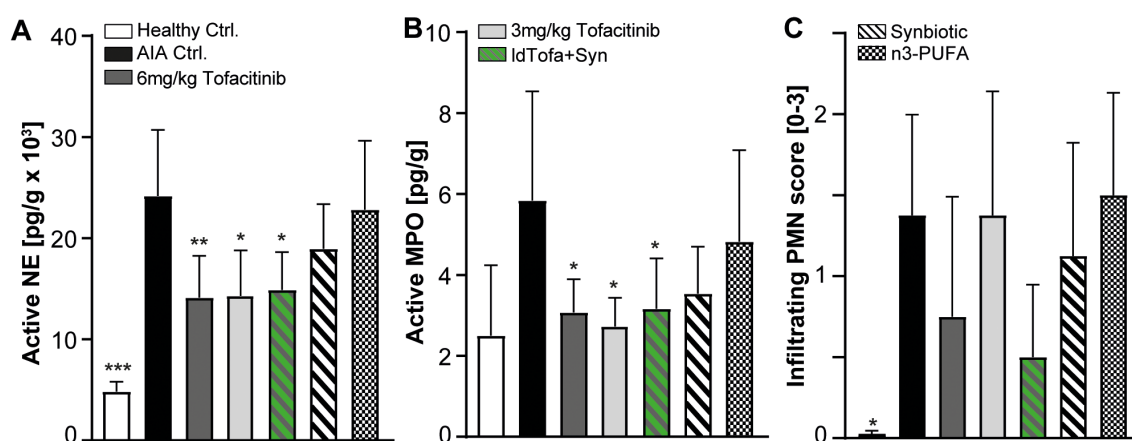 A
Healthy Ctrl.
AIA Ctrl.
6mg/kg Tofacitinib
Active NE [pg/g x 10³]
40
30
20
10
0
***
**
*
*
B
3mg/kg Tofacitinib
ldTofa+Syn
Active MPO [pg/g]
10
8
6
4
2
0
*
*
*
C
Synbiotic
n3-PUFA
Infiltrating PMN score [0-3]
2
1
0
*